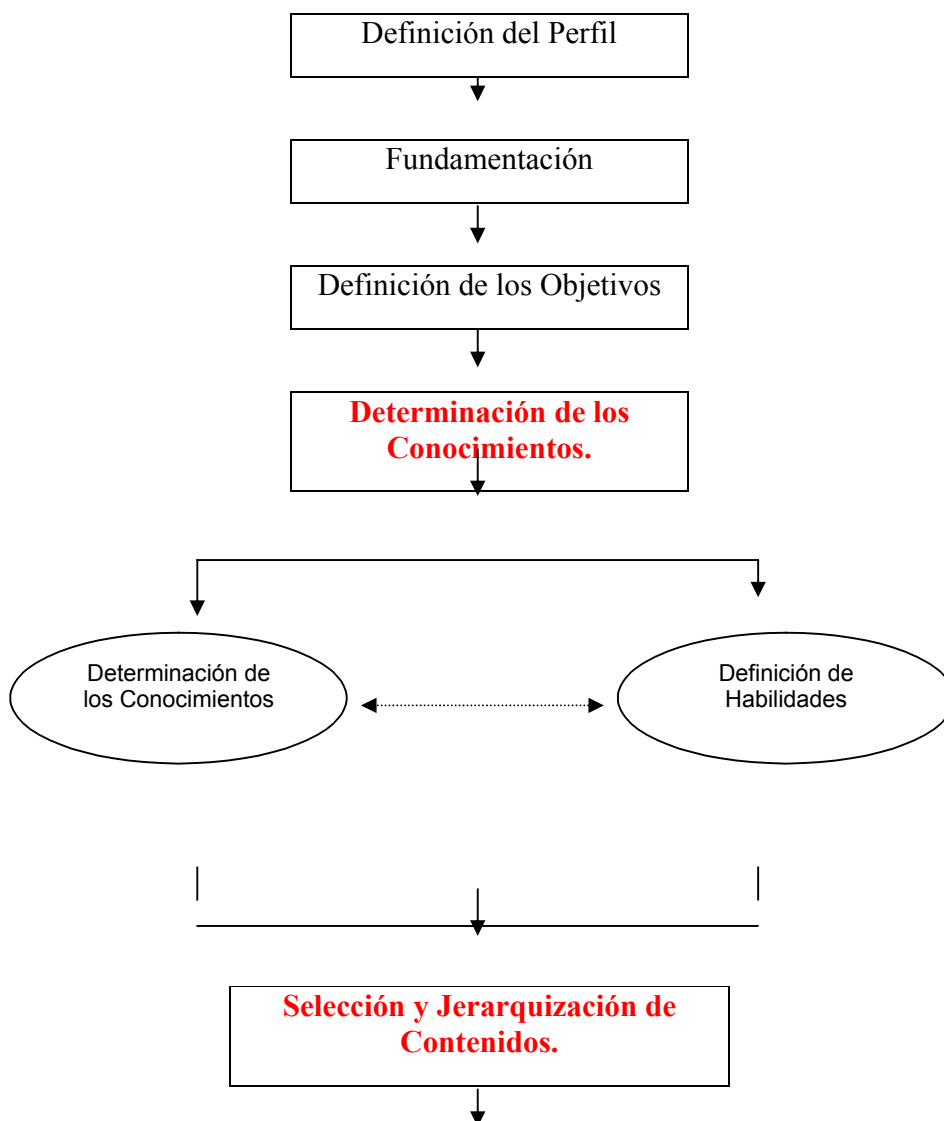 Definición del Perfil
Fundamentación
Definición de los Objetivos
Determinación de los
Conocimientos.
Determinación de
los Conocimientos
Definición de
Habilidades
Selección y Jerarquización de
Contenidos.